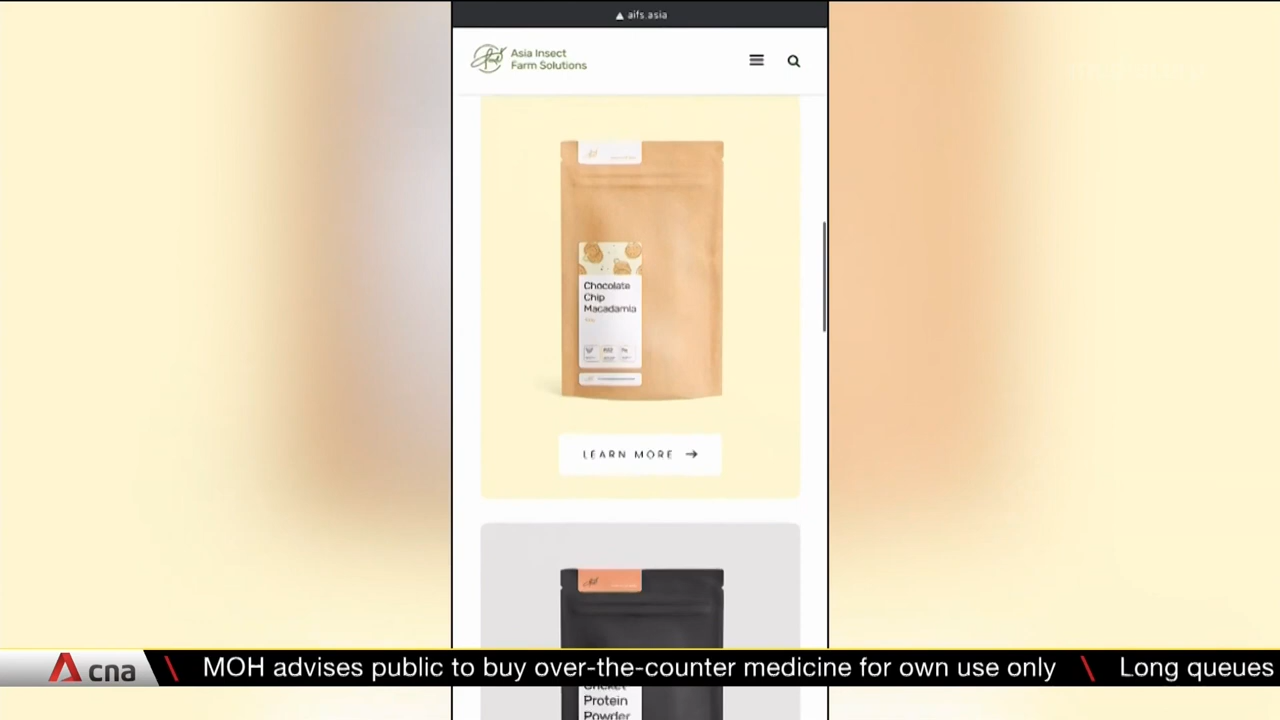 aifs.asia
Asia Insect
Farm Solutions
Chocolate
Chip
Macadamia
LEARN MORE
cna
MOH advises public to buy over-the-counter medicine for own use only \ Long queues
Cricket
Protein
Powder